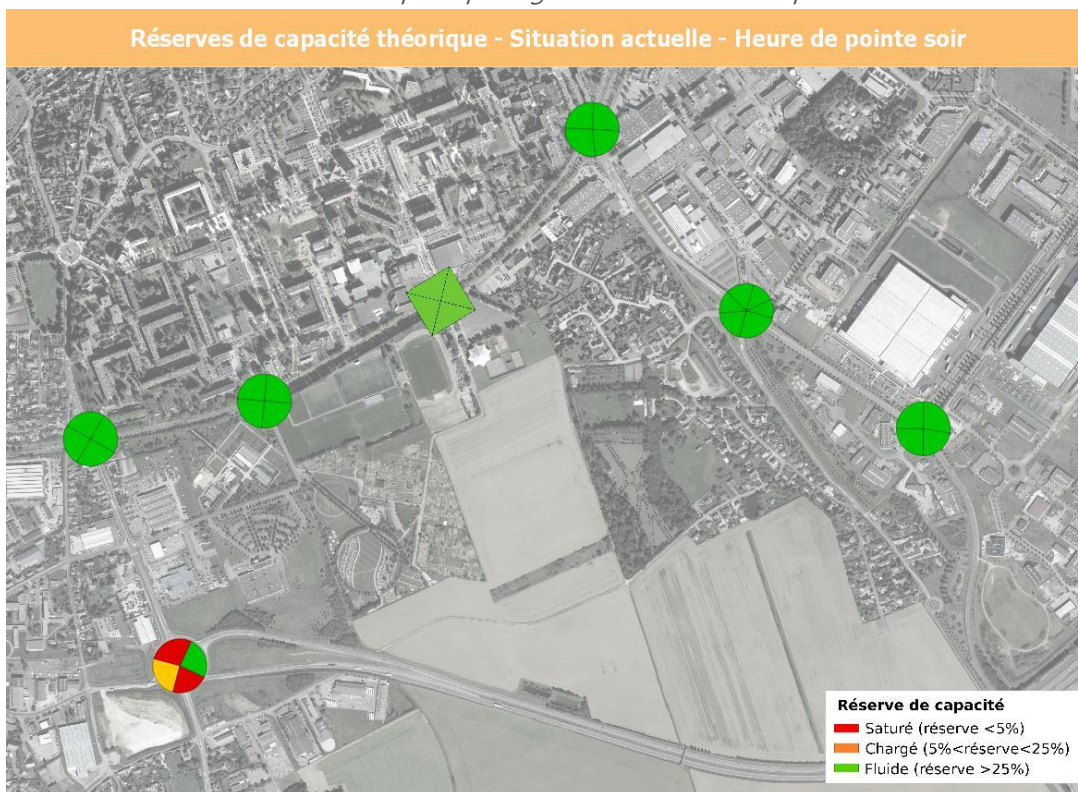 Réserves de capacité théorique - Situation actuelle - Heure de pointe soir
Réserve de capacité
Saturé (réserve <5%)
Chargé (5%<réserve<25%)
Fluide (réserve >25%)